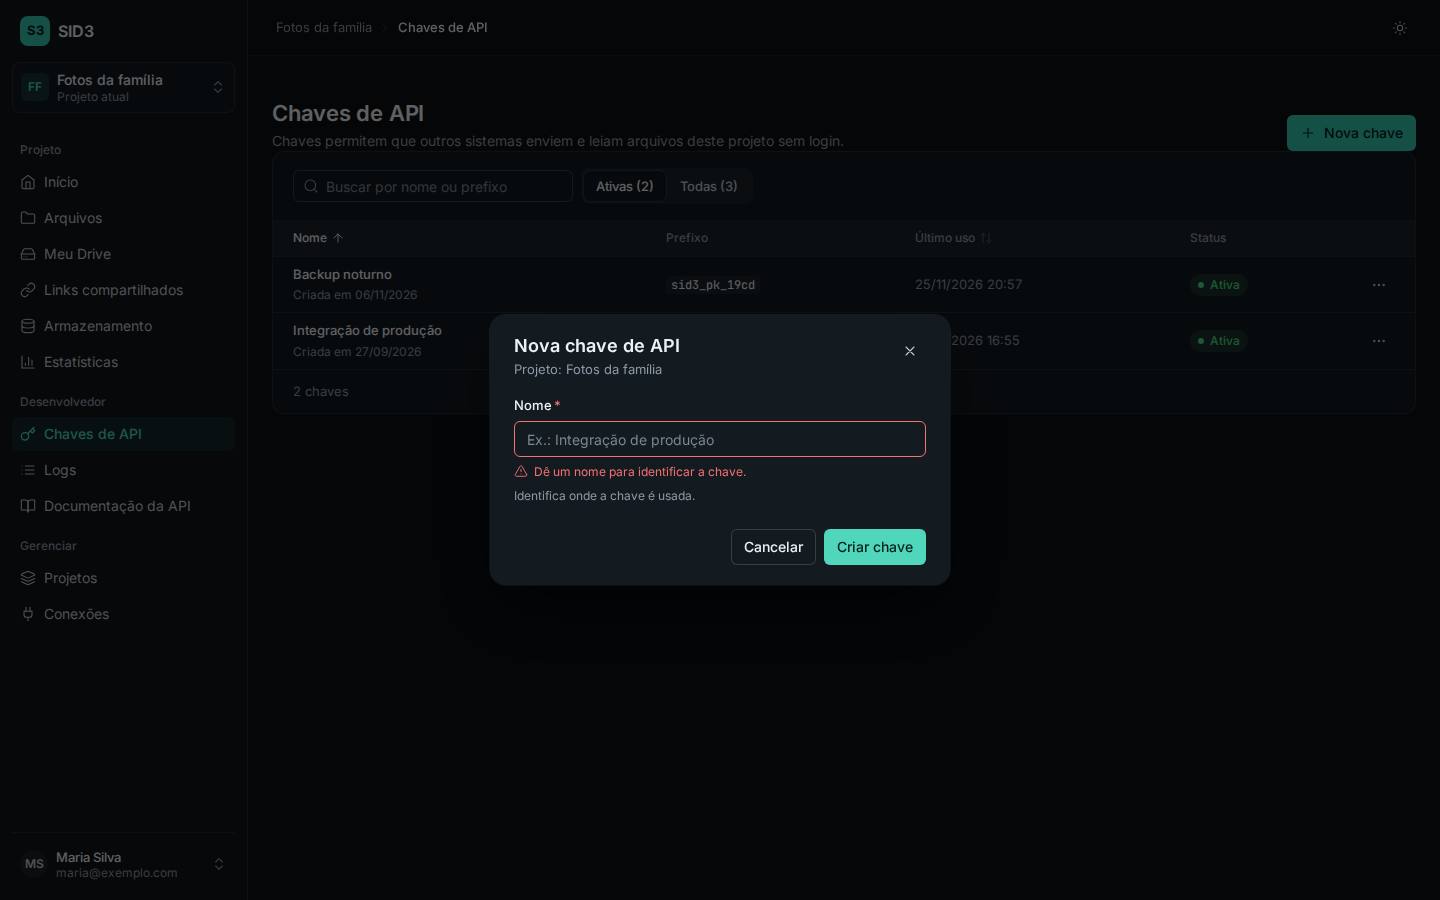 S3 SID3
Fotos da família
Chaves de API
FF
Fotos da família
Projeto atual
Projeto
Início
Arquivos
Meu Drive
Links compartilhados
Armazenamento
Estatísticas
Desenvolvedor
Chaves de API
Logs
Documentação da API
Gerenciar
Projetos
Conexões
MS
Maria Silva
maria@exemplo.com
Chaves de API
Chaves permitem que outros sistemas enviem e leiam arquivos deste projeto sem login.
Nova chave
Buscar por nome ou prefixo
Ativas (2)
Todas (3)
Nome Prefixo Último uso Status
Backup noturno
Criada em 06/11/2026
sid3_pk_19cd
25/11/2026 20:57
Ativa
Integração de produção
Criada em 27/09/2026
2026 16:55
Ativa
2 chaves
Nova chave de API
Projeto: Fotos da família
Nome *
Ex.: Integração de produção
Dê um nome para identificar a chave.
Identifica onde a chave é usada.
Cancelar
Criar chave